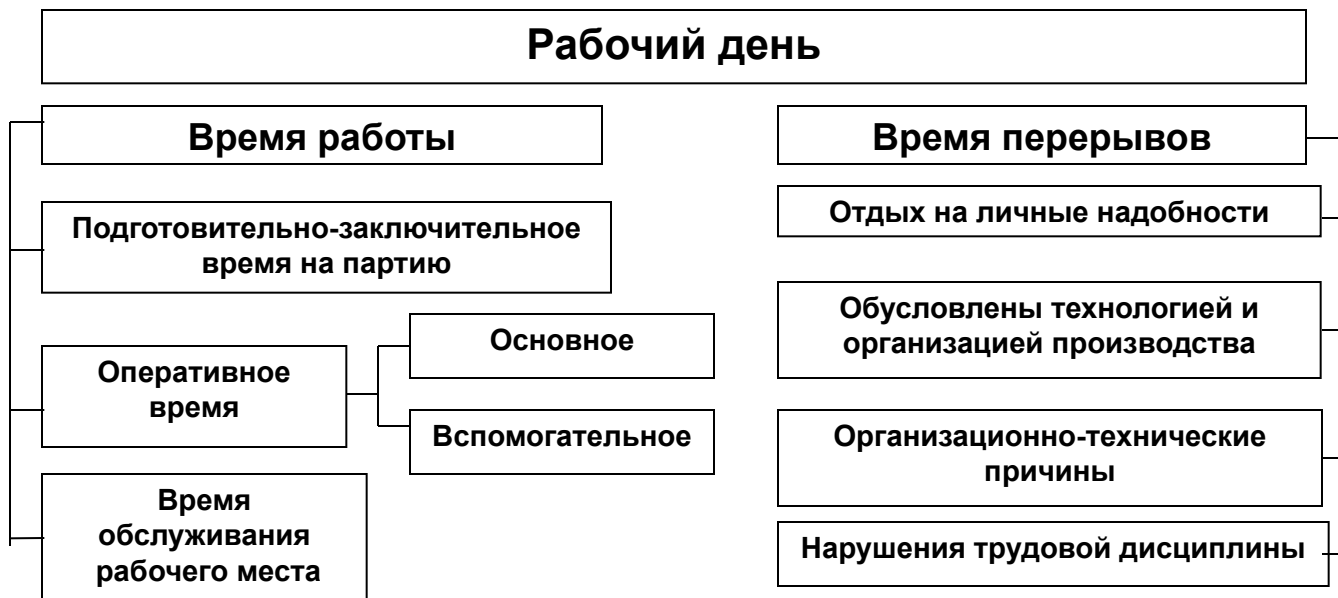 Рабочий день
Время работы
Подготовительно-заключительное
время на партию
Оперативное
время
Основное
Вспомогательное
Время
обслуживания
рабочего места
Время перерывов
Отдых на личные надобности
Обусловлены технологией и
организацией производства
Организационно-технические
причины
Нарушения трудовой дисциплины